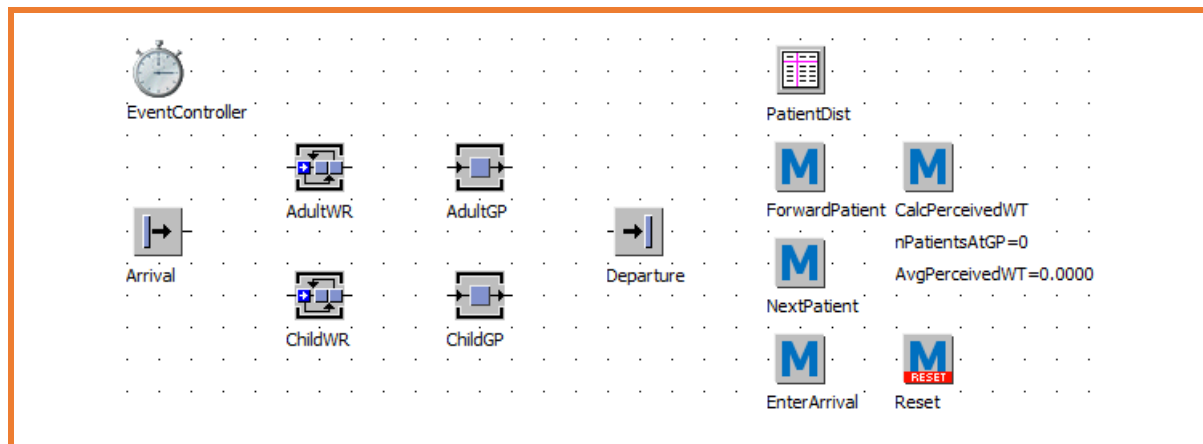 EventController
PatientDist
M
M
AdultWR
AdultGP
ForwardPatient
CalcPerceivedWT
nPatientsAtGP=0
Arrival
Departure
M
AvgPerceivedWT=0.0000
NextPatient
ChildWR
ChildGP
M
M
RESET
EnterArrival
Reset